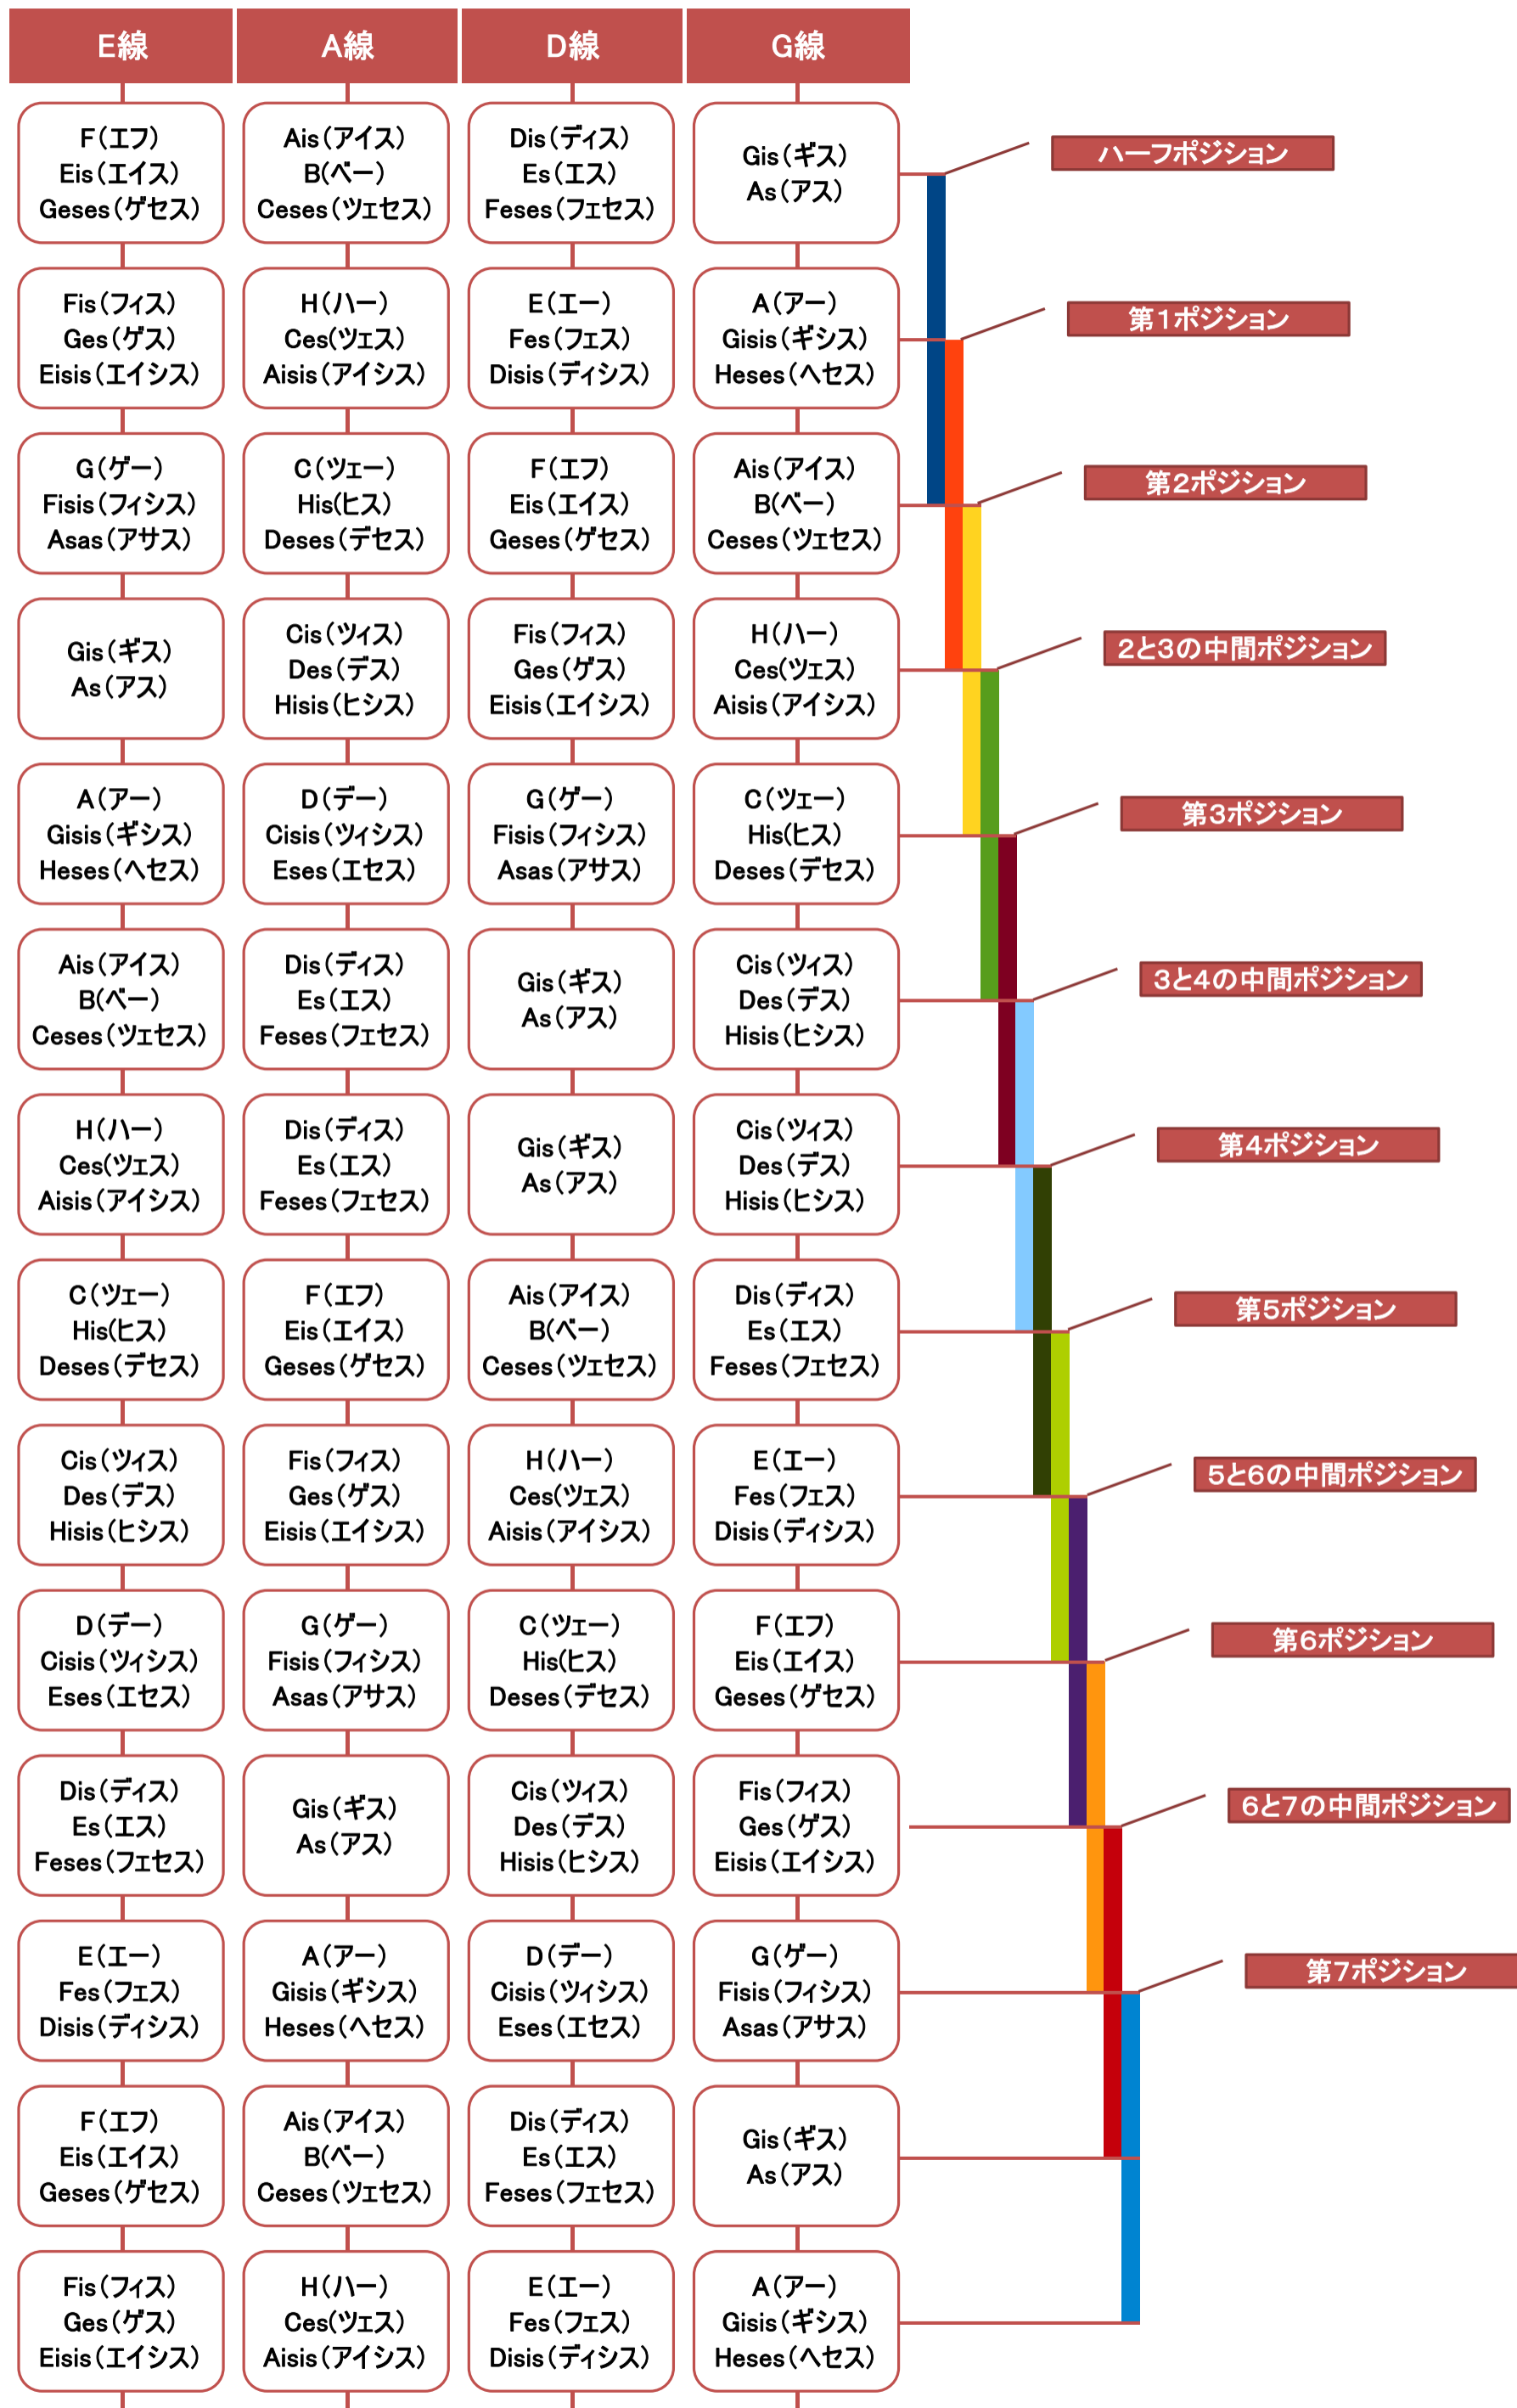 E線
A線
D線
G線
F(エフ)
Eis(エイス)
Geses(ゲセス)
Ais(アイス)
B(ベー)
Ceses(ツェセス)
Dis(ディス)
Es(エス)
Feses(フェセス)
Gis(ギス)
As(アス)
ハーフポジション
Fis(フィス)
Ges(ゲス)
Eisis(エイシス)
H(ハー)
Ces(ツェス)
Aisis(アイシス)
E(エー)
Fes(フェス)
Disis(ディシス)
A(アー)
Gisis(ギシス)
Heses(ヘセス)
第1ポジション
G(ゲー)
Fisis(フィシス)
Asas(アサス)
C(ツェー)
His(ヒス)
Deses(デセス)
F(エフ)
Eis(エイス)
Geses(ゲセス)
Ais(アイス)
B(ベー)
Ceses(ツェセス)
第2ポジション
Gis(ギス)
As(アス)
Cis(ツィス)
Des(デス)
Hisis(ヒシス)
Fis(フィス)
Ges(ゲス)
Eisis(エイシス)
H(ハー)
Ces(ツェス)
Aisis(アイシス)
2と3の中間ポジション
A(アー)
Gisis(ギシス)
Heses(ヘセス)
D(デー)
Cisis(ツィシス)
Eses(エセス)
G(ゲー)
Fisis(フィシス)
Asas(アサス)
C(ツェー)
His(ヒス)
Deses(デセス)
第3ポジション
Ais(アイス)
B(ベー)
Ceses(ツェセス)
Dis(ディス)
Es(エス)
Feses(フェセス)
Gis(ギス)
As(アス)
Cis(ツィス)
Des(デス)
Hisis(ヒシス)
3と4の中間ポジション
H(ハー)
Ces(ツェス)
Aisis(アイシス)
Dis(ディス)
Es(エス)
Feses(フェセス)
Gis(ギス)
As(アス)
Cis(ツィス)
Des(デス)
Hisis(ヒシス)
第4ポジション
C(ツェー)
His(ヒス)
Deses(デセス)
F(エフ)
Eis(エイス)
Geses(ゲセス)
Ais(アイス)
B(ベー)
Ceses(ツェセス)
Dis(ディス)
Es(エス)
Feses(フェセス)
第5ポジション
Cis(ツィス)
Des(デス)
Hisis(ヒシス)
Fis(フィス)
Ges(ゲス)
Eisis(エイシス)
H(ハー)
Ces(ツェス)
Aisis(アイシス)
E(エー)
Fes(フェス)
Disis(ディシス)
5と6の中間ポジション
D(デー)
Cisis(ツィシス)
Eses(エセス)
G(ゲー)
Fisis(フィシス)
Asas(アサス)
C(ツェー)
His(ヒス)
Deses(デセス)
F(エフ)
Eis(エイス)
Geses(ゲセス)
第6ポジション
Dis(ディス)
Es(エス)
Feses(フェセス)
Gis(ギス)
As(アス)
Cis(ツィス)
Des(デス)
Hisis(ヒシス)
Fis(フィス)
Ges(ゲス)
Eisis(エイシス)
6と7の中間ポジション
E(エー)
Fes(フェス)
Disis(ディシス)
A(アー)
Gisis(ギシス)
Heses(ヘセス)
D(デー)
Cisis(ツィシス)
Eses(エセス)
G(ゲー)
Fisis(フィシス)
Asas(アサス)
第7ポジション
F(エフ)
Eis(エイス)
Geses(ゲセス)
Ais(アイス)
B(ベー)
Ceses(ツェセス)
Dis(ディス)
Es(エス)
Feses(フェセス)
Gis(ギス)
As(アス)
Fis(フィス)
Ges(ゲス)
Eisis(エイシス)
H(ハー)
Ces(ツェス)
Aisis(アイシス)
E(エー)
Fes(フェス)
Disis(ディシス)
A(アー)
Gisis(ギシス)
Heses(ヘセス)